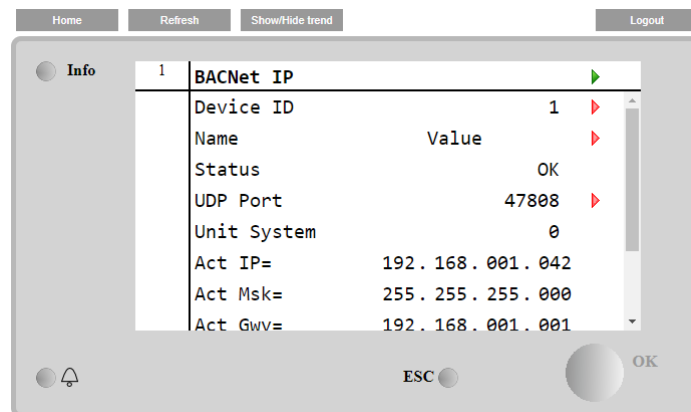 Home Refresh Show/Hide trend Logout
Info
1 BACNet IP
Device ID 1
Name Value
Status OK
UDP Port 47808
Unit System 0
Act IP= 192.168.001.042
Act Msk= 255.255.255.000
Act Gwy= 192.168.001.001
ESC OK